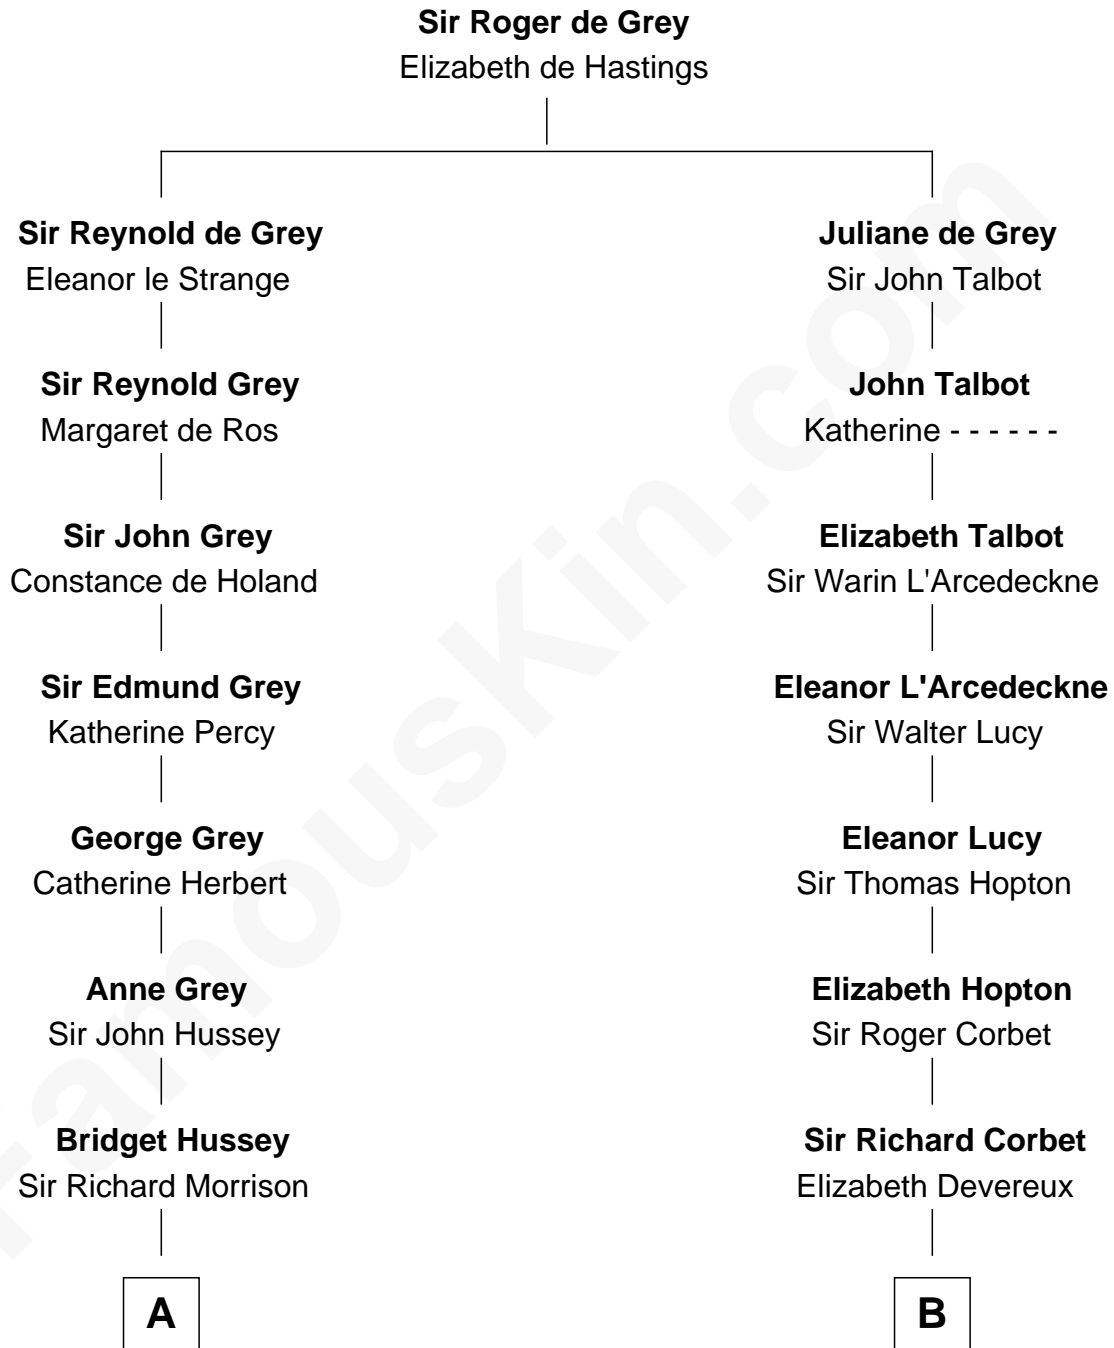 Sir Roger de Grey
Elizabeth de Hastings
Sir Reynold de Grey
Eleanor le Strange
Sir Reynold Grey
Margaret de Ros
Sir John Grey
Constance de Holand
Sir Edmund Grey
Katherine Percy
George Grey
Catherine Herbert
Anne Grey
Sir John Hussey
Bridget Hussey
Sir Richard Morrison
A
Juliane de Grey
Sir John Talbot
John Talbot
Katherine - - - - - -
Elizabeth Talbot
Sir Warin L'Arcedeckne
Eleanor L'Arcedeckne
Sir Walter Lucy
Eleanor Lucy
Sir Thomas Hopton
Elizabeth Hopton
Sir Roger Corbet
Sir Richard Corbet
Elizabeth Devereux
B
FamousKin.com